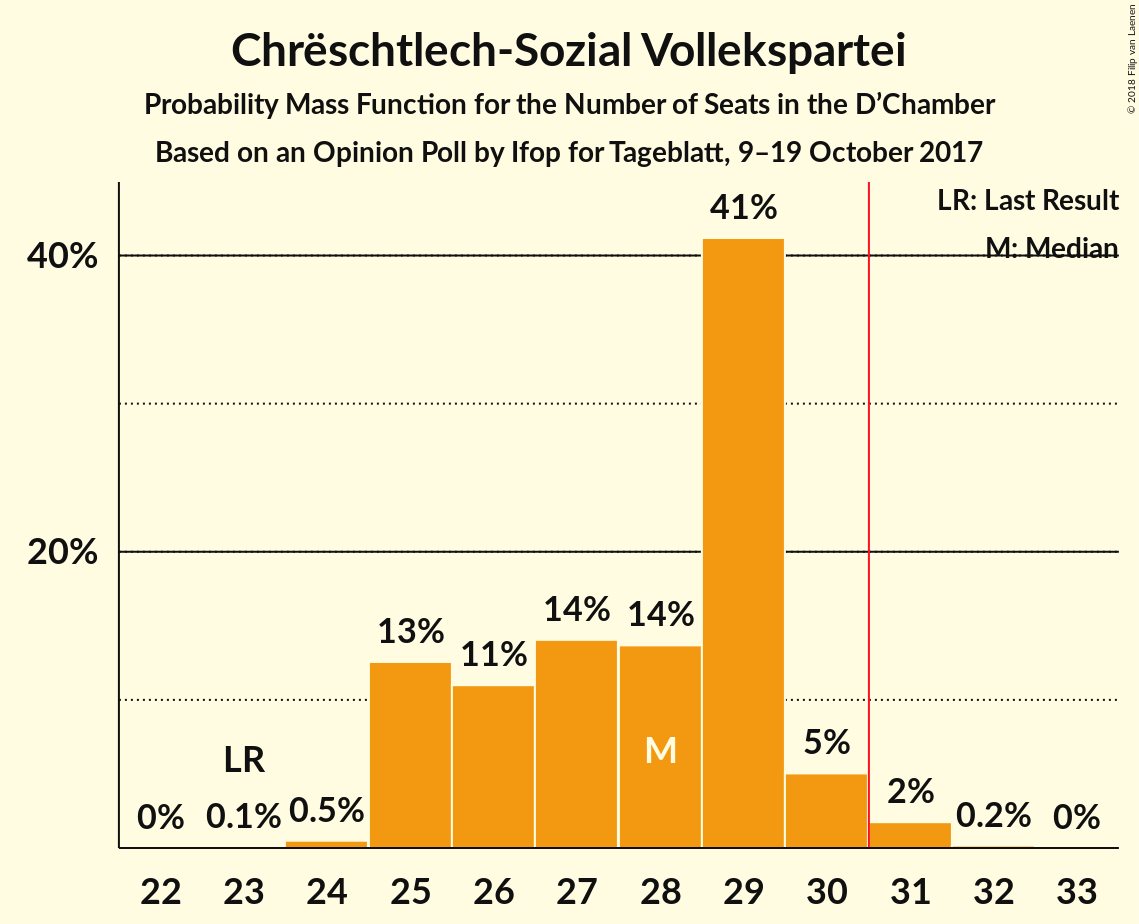 Chrëschtlech-Sozial Vollekspartei
Probability Mass Function for the Number of Seats in the D’Chamber
Based on an Opinion Poll by Ifop for Tageblatt, 9–19 October 2017
© 2018 Filip van Laenen
LR: Last Result
M: Median
40%
20%
0%
0.1%
0.5%
13%
11%
14%
14%
41%
5%
2%
0.2%
0%
LR
M
22 23 24 25 26 27 28 29 30 31 32 33